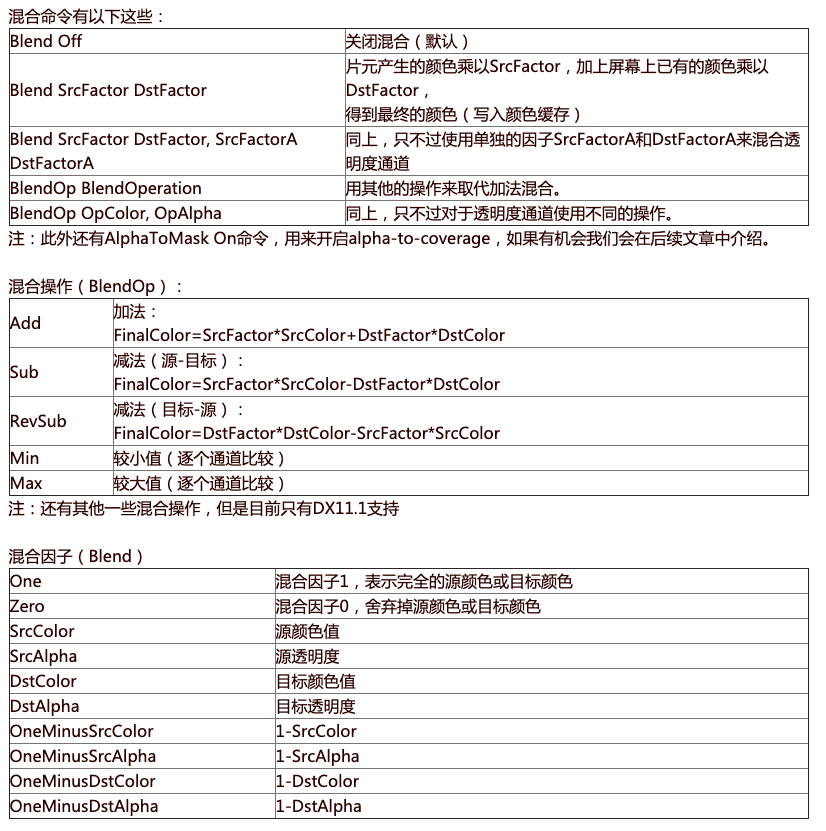 混合命令有以下这些：
Blend Off	关闭混合（默认）
Blend SrcFactor DstFactor	片元产生的颜色乘以SrcFactor，加上屏幕上已有的颜色乘以
DstFactor，
得到最终的颜色（写入颜色缓存）
Blend SrcFactor DstFactor, SrcFactorA
DstFactorA	同上，只不过使用单独的因子SrcFactorA和DstFactorA来混合透
明度通道
BlendOp BlendOperation	用其他的操作来取代加法混合。
BlendOp OpColor, OpAlpha	同上，只不过对于透明度通道使用不同的操作。
注：此外还有AlphaToMask On命令，用来开启alpha-to-coverage，如果有机会我们会在后续文章中介绍。
混合操作（BlendOp）：
Add	加法：
FinalColor=SrcFactor*SrcColor+DstFactor*DstColor
Sub	减法（源-目标）：
FinalColor=SrcFactor*SrcColor-DstFactor*DstColor
RevSub	减法（目标-源）：
FinalColor=DstFactor*DstColor-SrcFactor*SrcColor
Min	较小值（逐个通道比较）
Max	较大值（逐个通道比较）
注：还有其他一些混合操作，但是目前只有DX11.1支持
混合因子（Blend）
One	混合因子1，表示完全的源颜色或目标颜色
Zero	混合因子0，舍弃掉源颜色或目标颜色
SrcColor	源颜色值
SrcAlpha	源透明度
DstColor	目标颜色值
DstAlpha	目标透明度
OneMinusSrcColor	1-SrcColor
OneMinusSrcAlpha	1-SrcAlpha
OneMinusDstColor	1-DstColor
OneMinusDstAlpha	1-DstAlpha